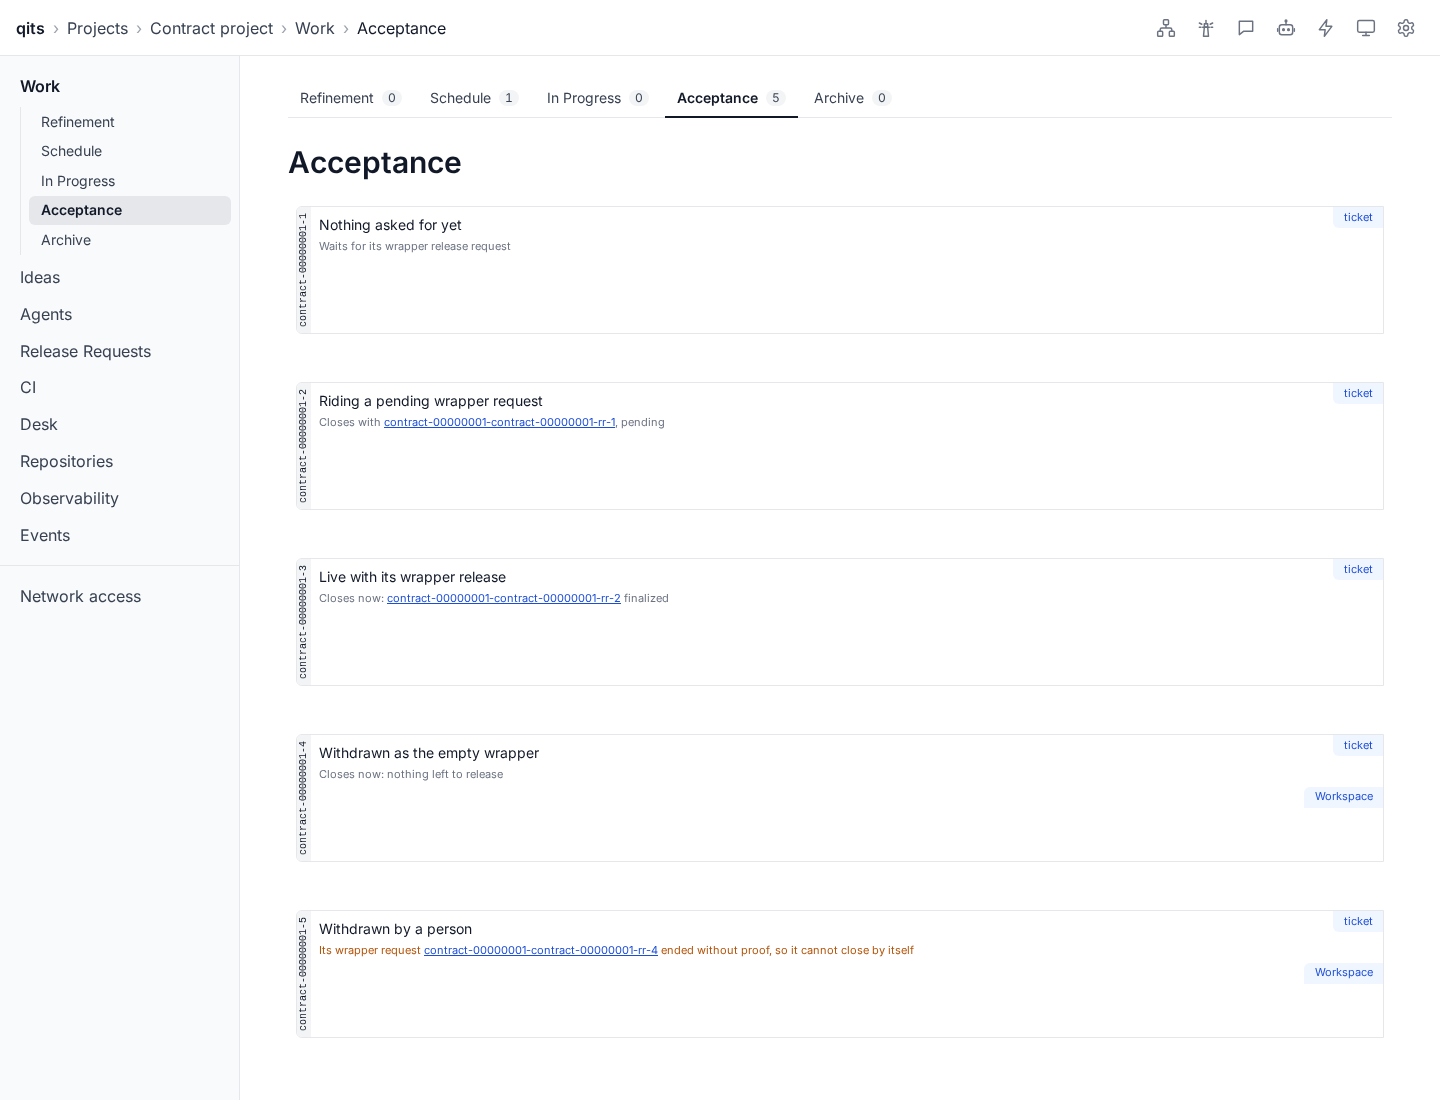 qits › Projects › Contract project › Work › Acceptance
Work
Refinement
Schedule
In Progress
Acceptance
Archive
Ideas
Agents
Release Requests
CI
Desk
Repositories
Observability
Events
Network access
Refinement 0 Schedule 1 In Progress 0 Acceptance 5 Archive 0
Acceptance
contract-00000001-1
Nothing asked for yet
ticket
Waits for its wrapper release request
contract-00000001-2
Riding a pending wrapper request
ticket
Closes with contract-00000001-contract-00000001-rr-1, pending
contract-00000001-3
Live with its wrapper release
ticket
Closes now: contract-00000001-contract-00000001-rr-2 finalized
contract-00000001-4
Withdrawn as the empty wrapper
ticket
Closes now: nothing left to release
Workspace
contract-00000001-5
Withdrawn by a person
ticket
Its wrapper request contract-00000001-contract-00000001-rr-4 ended without proof, so it cannot close by itself
Workspace